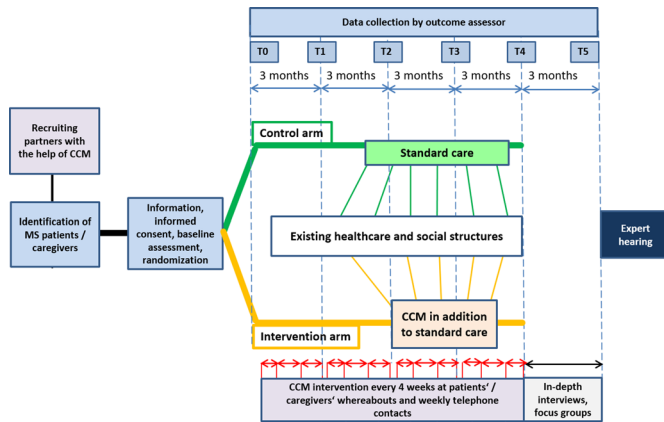 Data collection by outcome assessor
T0
T1
T2
T3
T4
T5
3 months
3 months
3 months
3 months
3 months
Recruiting
partners with
the help of CCM
Control arm
Standard care
Identification of
MS patients /
caregivers
Information,
informed
consent, baseline
assessment,
randomization
Existing healthcare and social structures
Expert
hearing
CCM in addition
to standard care
Intervention arm
CCM intervention every 4 weeks at patients‘ /
caregivers‘ whereabouts and weekly telephone
contacts
In-depth
interviews,
focus groups